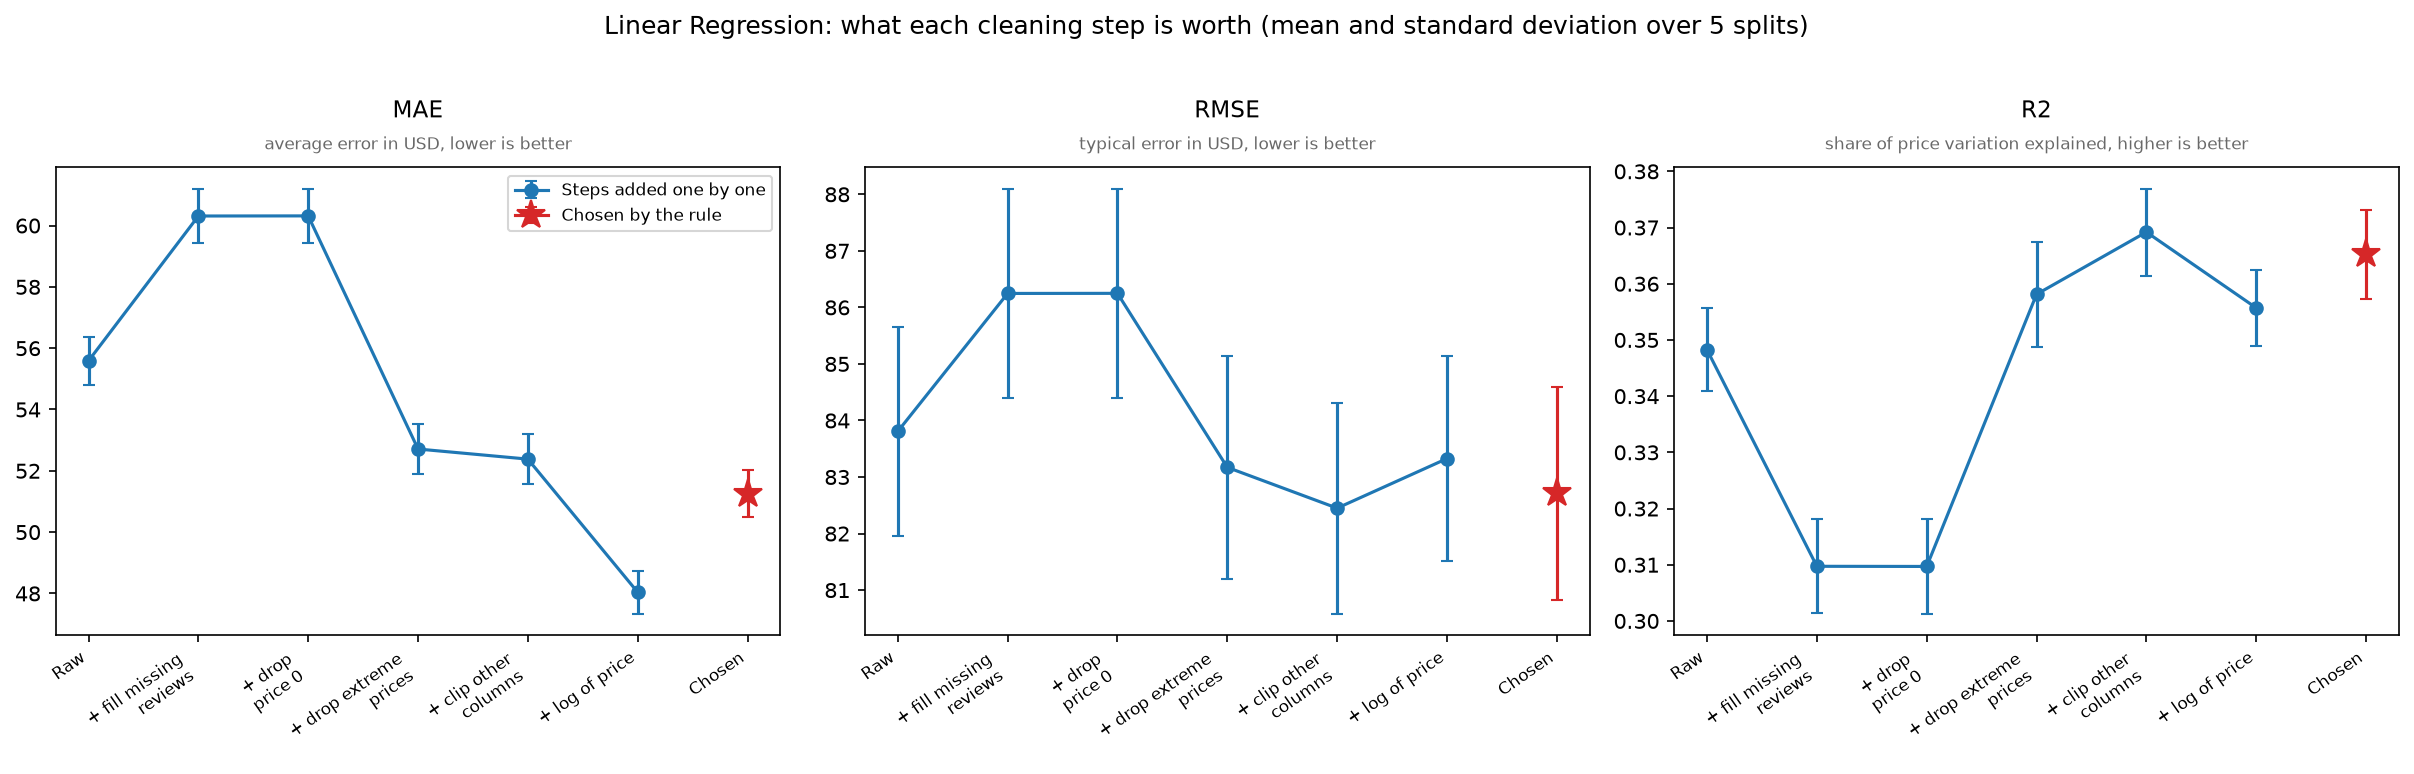 Linear Regression: what each cleaning step is worth (mean and standard deviation over 5 splits)
MAE
average error in USD, lower is better
Steps added one by one
Chosen by the rule
60
58
56
54
52
50
48
Raw
+ fill missing
reviews
+ drop
price 0
+ drop extreme
prices
+ clip other
columns
+ log of price
Chosen
RMSE
typical error in USD, lower is better
88
87
86
85
84
83
82
81
Raw
+ fill missing
reviews
+ drop
price 0
+ drop extreme
prices
+ clip other
columns
+ log of price
Chosen
R2
share of price variation explained, higher is better
0.38
0.37
0.36
0.35
0.34
0.33
0.32
0.31
0.30
Raw
+ fill missing
reviews
+ drop
price 0
+ drop extreme
prices
+ clip other
columns
+ log of price
Chosen